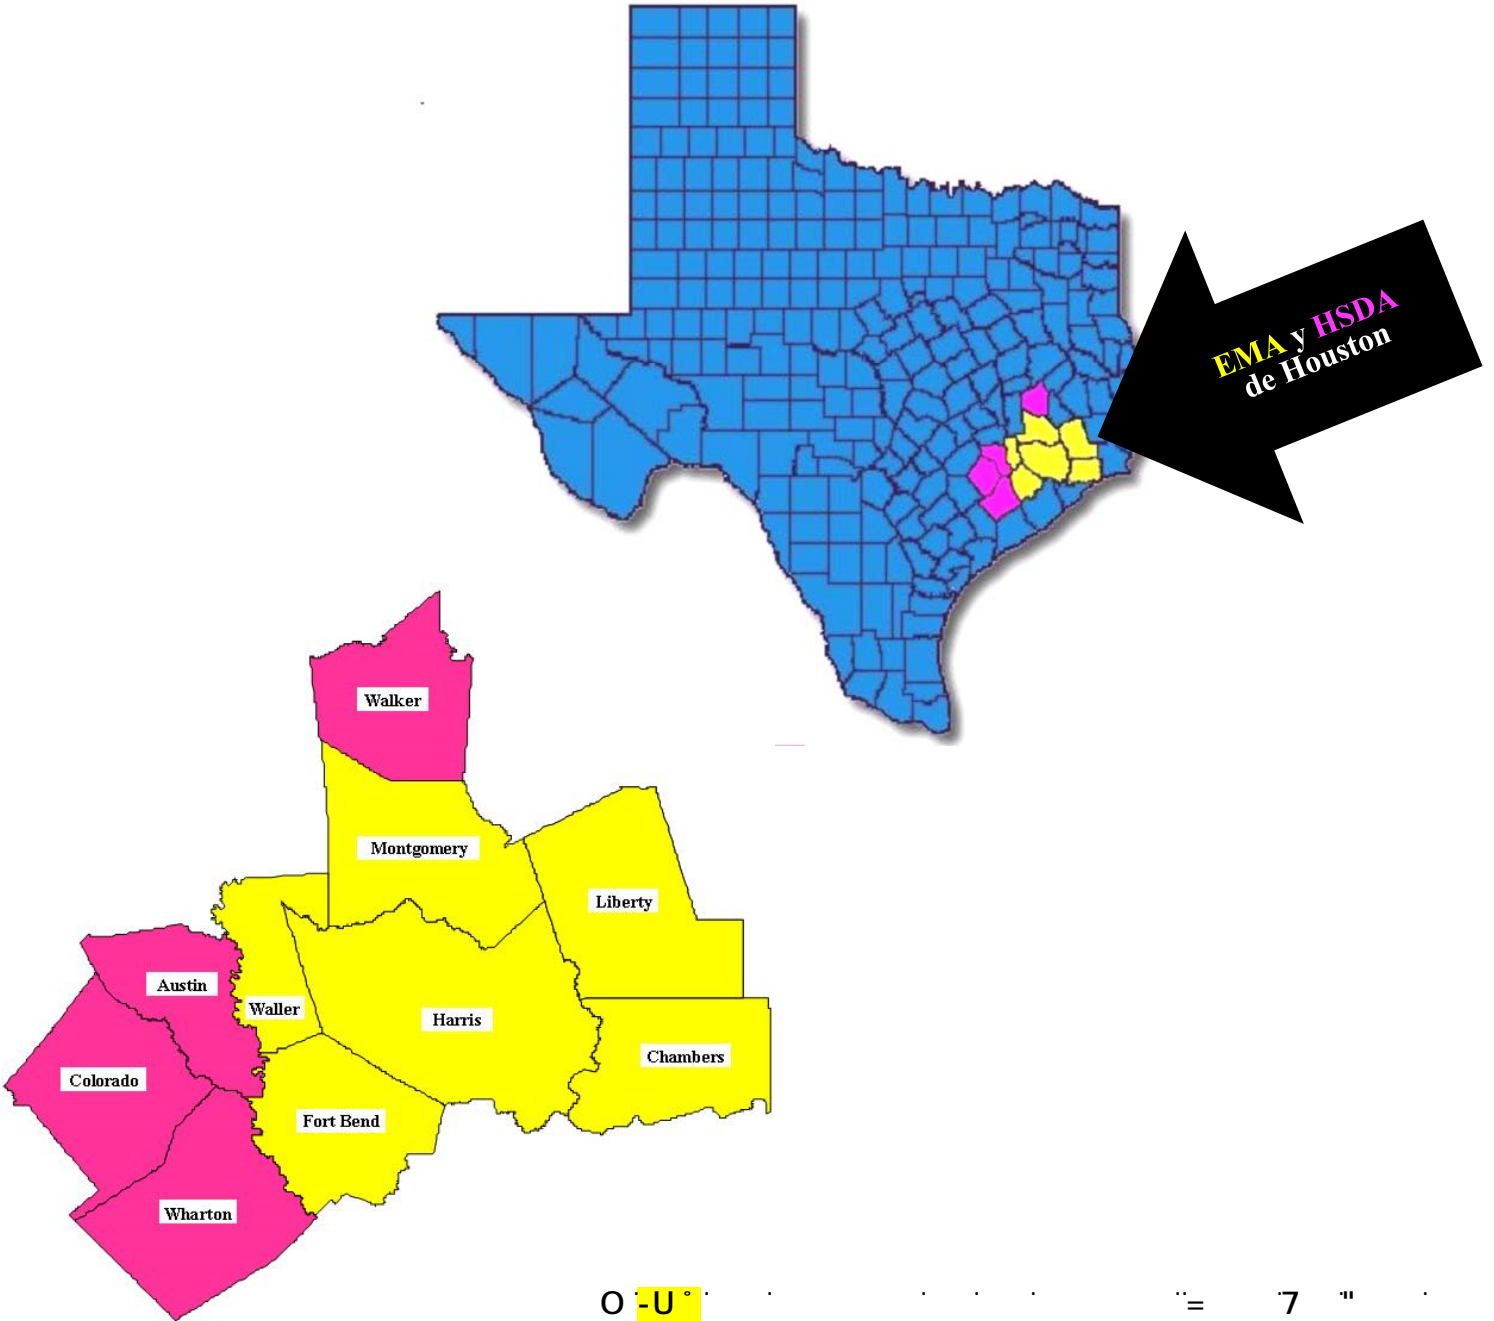 EMA y HSDA
de Houston
Walker
Montgomery
Liberty
Austin
Waller
Harris
Chambers
Colorado
Fort Bend
Wharton